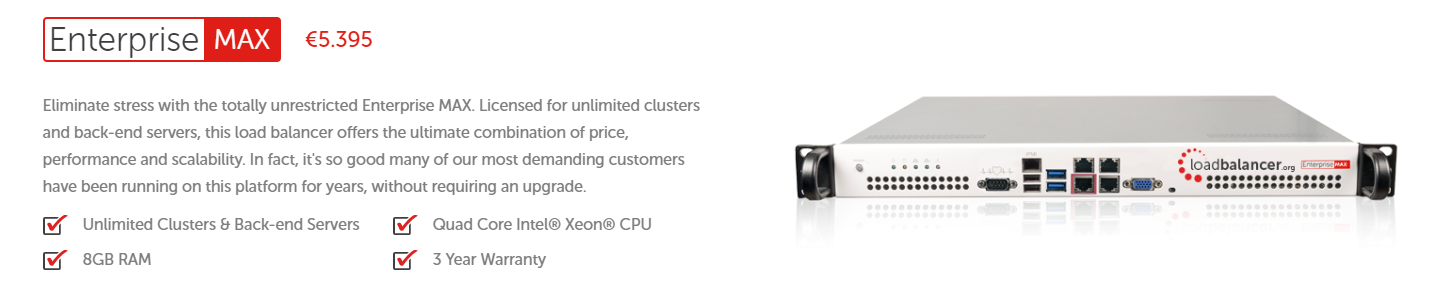 Enterprise MAX €5.395
Eliminate stress with the totally unrestricted Enterprise MAX. Licensed for unlimited clusters
and back-end servers, this load balancer offers the ultimate combination of price,
performance and scalability. In fact, it's so good many of our most demanding customers
have been running on this platform for years, without requiring an upgrade.
Unlimited Clusters & Back-end Servers
Quad Core Intel® Xeon® CPU
8GB RAM
3 Year Warranty
loadbalancer.org
Enterprise MAX